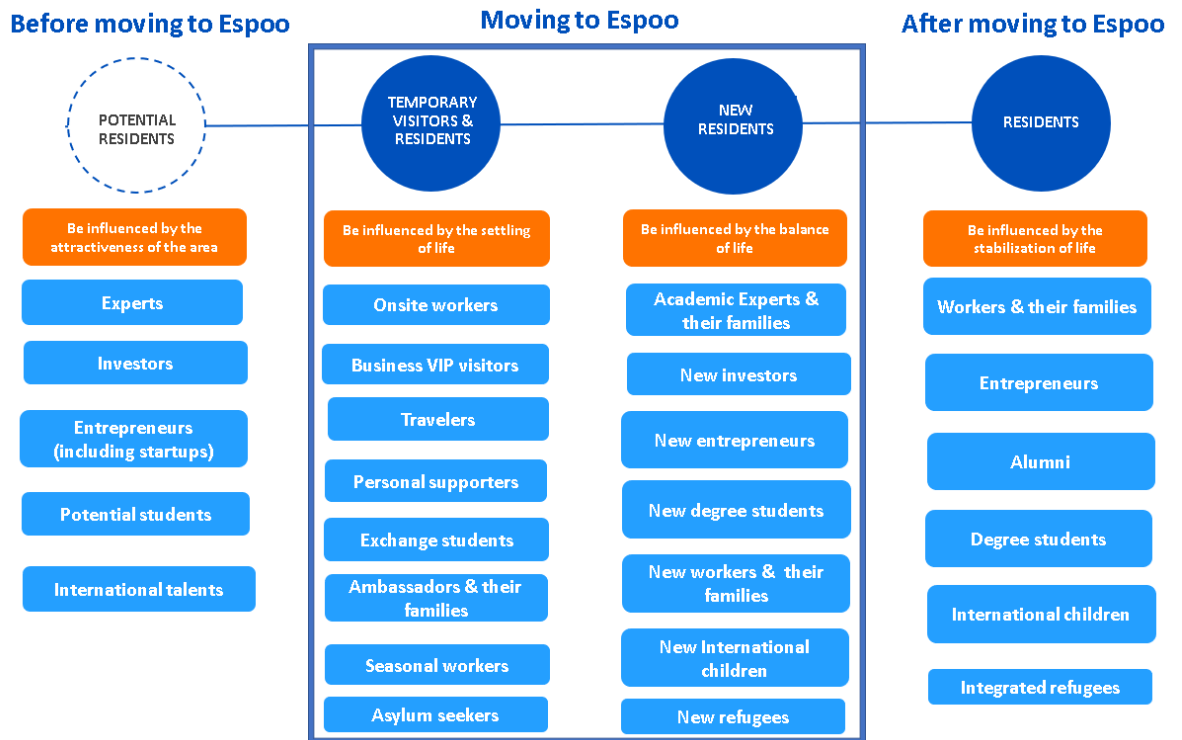 Before moving to Espoo
Moving to Espoo
After moving to Espoo
POTENTIAL
RESIDENTS
TEMPORARY
VISITORS &
RESIDENTS
NEW
RESIDENTS
RESIDENTS
Be influenced by the
attractiveness of the area
Experts
Investors
Entrepreneurs
(including startups)
Potential students
International talents
Be influenced by the settling
of life
Onsite workers
Business VIP visitors
Travelers
Personal supporters
Exchange students
Ambassadors & their
families
Seasonal workers
Asylum seekers
Be influenced by the balance
of life
Academic Experts &
their families
New investors
New entrepreneurs
New degree students
New workers & their
families
New International
children
New refugees
Be influenced by the
stabilization of life
Workers & their families
Entrepreneurs
Alumni
Degree students
International children
Integrated refugees